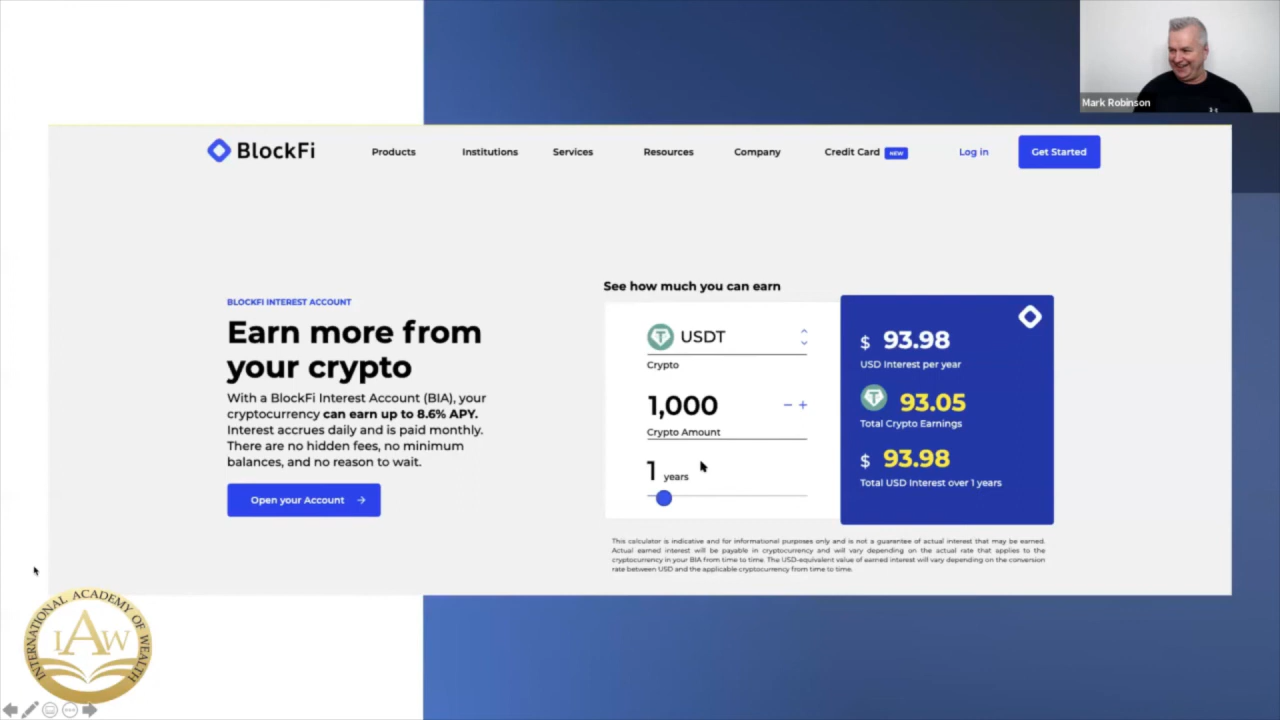 Mark Robinson
BlockFi
Products
Institutions
Services
Resources
Company
Credit Card NEW
Log in
Get Started
BLOCKFI INTEREST ACCOUNT
Earn more from
your crypto
With a BlockFi Interest Account (BIA), your
cryptocurrency can earn up to 8.6% APY.
Interest accrues daily and is paid monthly.
There are no hidden fees, no minimum
balances, and no reason to wait.
Open your Account →
See how much you can earn
USDT
Crypto
1,000
− +
Crypto Amount
1 years
$ 93.98
USD Interest per year
93.05
Total Crypto Earnings
$ 93.98
Total USD Interest over 1 years
This calculator is indicative and for informational purposes only and is not a guarantee of actual interest that may be earned.
Actual earned interest will be payable in cryptocurrency and will vary depending on the actual rate that applies to the
cryptocurrency in your BIA from time to time. The USD-equivalent value of earned interest will vary depending on the conversion
rate between USD and the applicable cryptocurrency from time to time.
INTERNATIONAL ACADEMY OF WEALTH
IAW